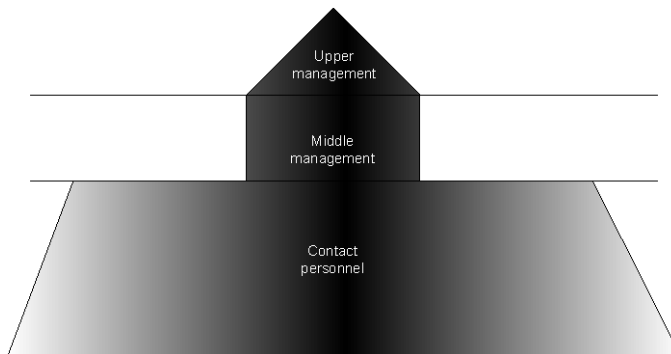 Upper
management
Middle
management
Contact
personnel